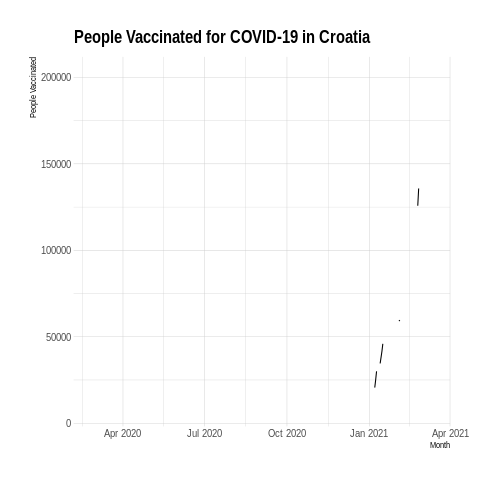 People Vaccinated for COVID-19 in Croatia
People Vaccinated
200000
150000
100000
50000
0
Apr 2020 Jul 2020 Oct 2020 Jan 2021 Apr 2021
Month